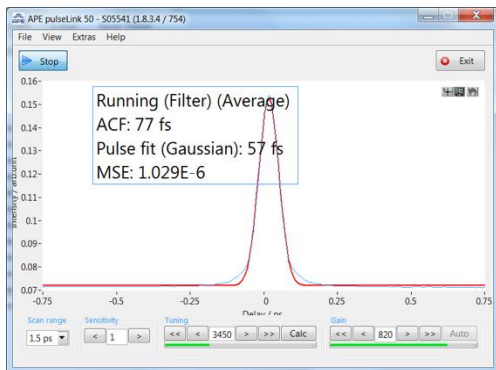 APE pulseLink 50 - S05541 (1.8.3.4 / 754)
File View Extras Help
Stop
Exit
Running (Filter) (Average)
ACF: 77 fs
Pulse fit (Gaussian): 57 fs
MSE: 1.029E-6
0.16-
0.15-
0.14-
0.13-
0.12-
0.11-
0.1-
0.09-
0.08-
0.07-
Intensity / arb.unit
-0.75 -0.5 -0.25 0 0.25 0.5 0.75
Delay / ps
Scan range Sensitivity Tuning Gain
1.5 ps < 1 > << < 3450 > >> Calc << < 820 > >> Auto